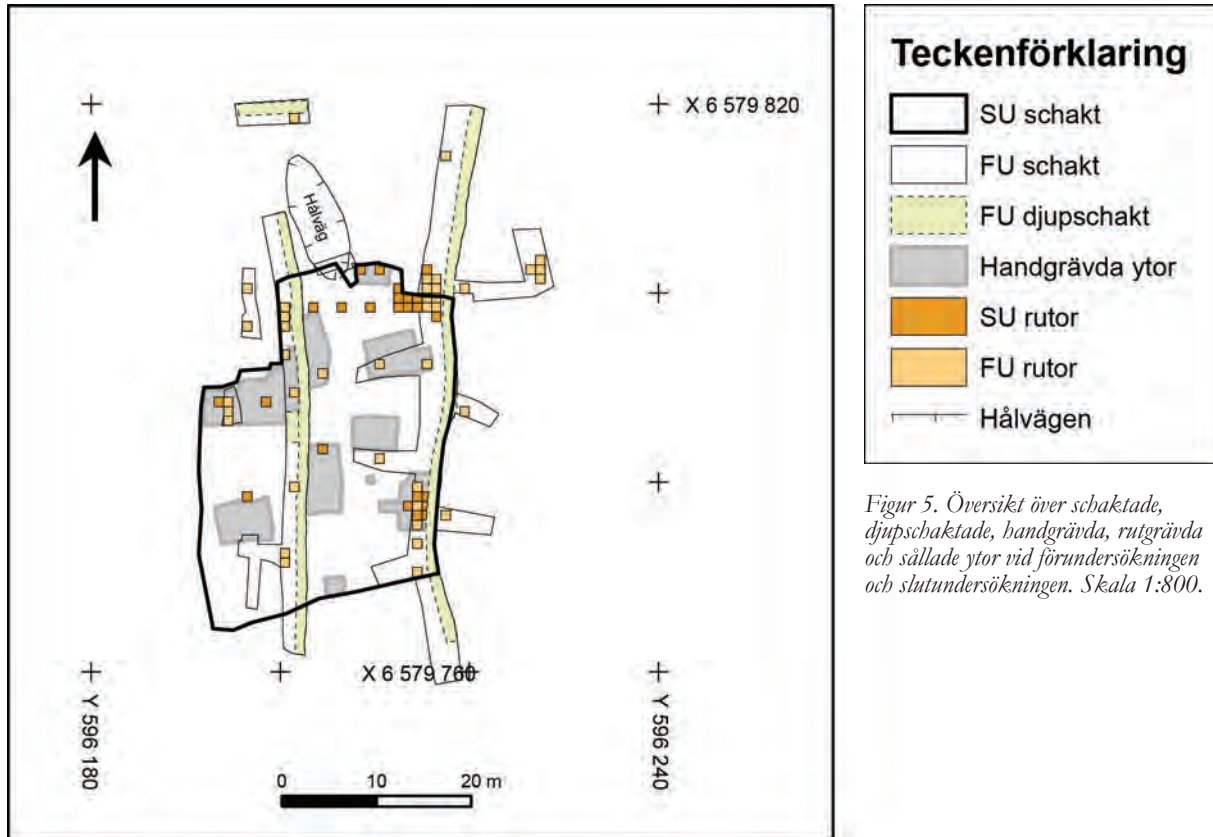 X 6 579 820
Hålväg
X 6 579 760
Y 596 180
Y 596 240
0 10 20 m
Teckenförklaring
SU schakt
FU schakt
FU djupschakt
Handgrävda ytor
SU rutor
FU rutor
Hålvägen
Figur 5. Översikt över schaktade,
djupschaktade, handgrävda, rutgrävda
och sållade ytor vid förundersökningen
och slutundersökningen. Skala 1:800.